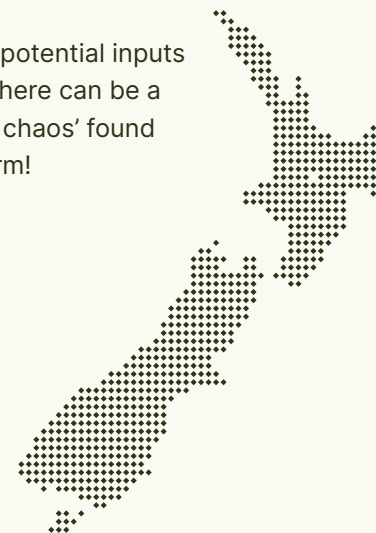 potential inputs
here can be a
chaos’ found
rm!